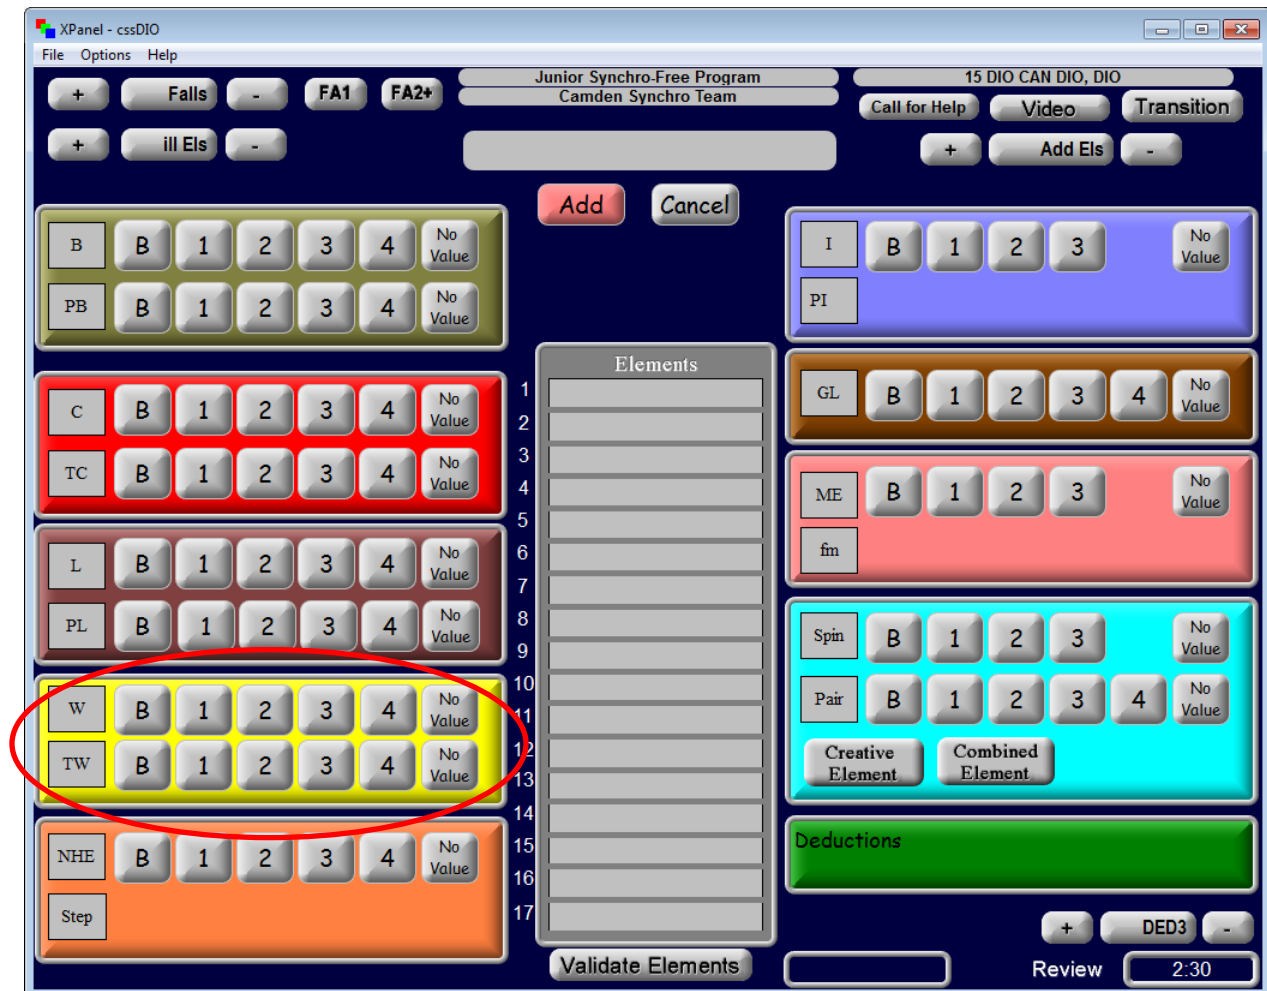 XPanel - cssDIO
File Options Help
+ Falls - FA1 FA2+
Junior Synchro-Free Program
Camden Synchro Team
15 DIO CAN DIO, DIO
Call for Help Video Transition
+ ill Els -
+ Add Els -
Add Cancel
B B 1 2 3 4 No Value
PB B 1 2 3 4 No Value
C B 1 2 3 4 No Value
TC B 1 2 3 4 No Value
L B 1 2 3 4 No Value
PL B 1 2 3 4 No Value
W B 1 2 3 4 No Value
TW B 1 2 3 4 No Value
NHE B 1 2 3 4 No Value
Step
Elements
1
2
3
4
5
6
7
8
9
10
11
12
13
14
15
16
17
Validate Elements
I B 1 2 3 No Value
PI
GL B 1 2 3 4 No Value
ME B 1 2 3 No Value
fm
Spin B 1 2 3 No Value
Pair B 1 2 3 4 No Value
Creative Element Combined Element
Deductions
+ DED3 -
Review 2:30